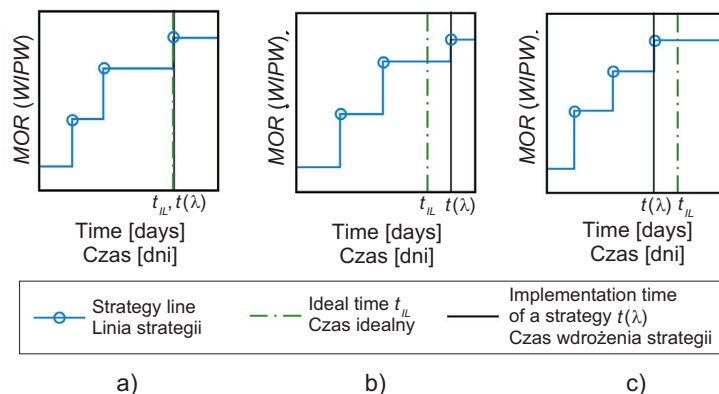 MOR (WIPW)
t_IL, t(λ)
Time [days]
Czas [dni]
MOR (WIPW)
t_IL t(λ)
Time [days]
Czas [dni]
MOR (WIPW)
t(λ) t_IL
Time [days]
Czas [dni]
Strategy line
Linia strategii
Ideal time t_IL
Czas idealny
Implementation time
of a strategy t(λ)
Czas wdrożenia strategii
a)
b)
c)